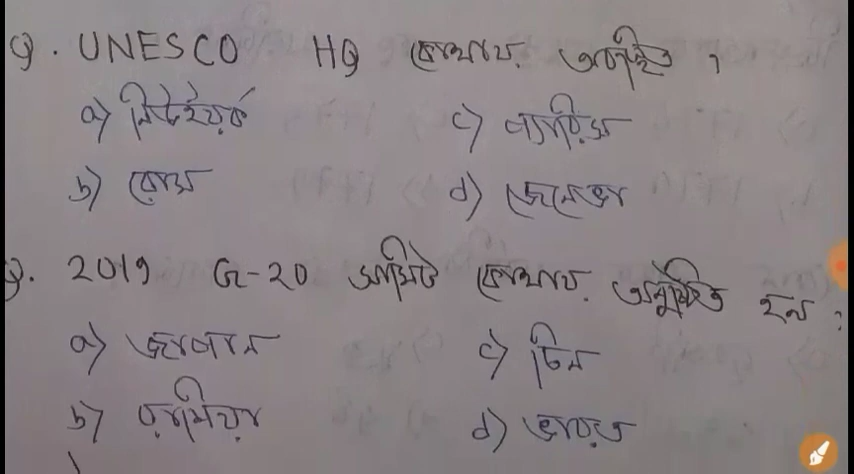 Q. UNESCO HQ কোথায় অবস্থিত ?
a) নিউইয়র্ক c) প্যারিস
b) রোম d) জেনেভা
Q. 2019 G-20 সামিট কোথায় অনুষ্ঠিত হল ?
a) জাপান c) চিন
b) রাশিয়া d) ভারত